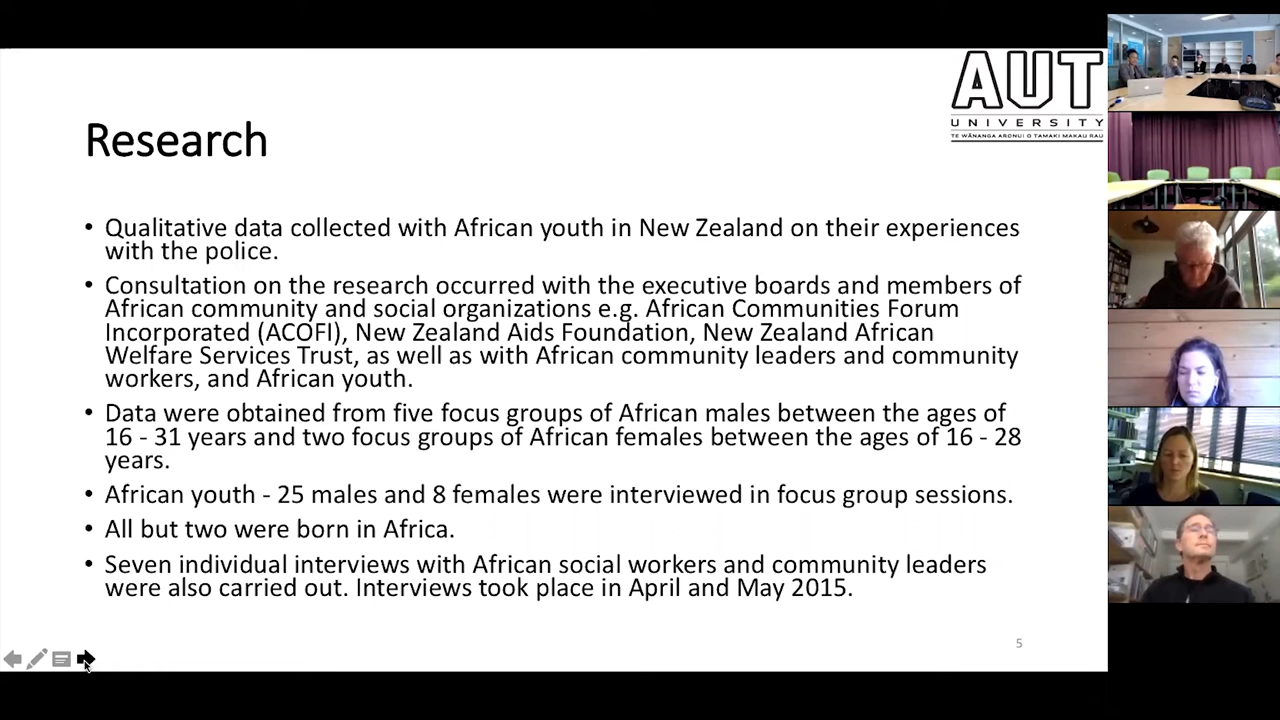 AUT
UNIVERSITY
TE WĀNANGA ARONUI O TAMAKI MAKAU RAU
Research
• Qualitative data collected with African youth in New Zealand on their experiences
with the police.
• Consultation on the research occurred with the executive boards and members of
African community and social organizations e.g. African Communities Forum
Incorporated (ACOFI), New Zealand Aids Foundation, New Zealand African
Welfare Services Trust, as well as with African community leaders and community
workers, and African youth.
• Data were obtained from five focus groups of African males between the ages of
16 - 31 years and two focus groups of African females between the ages of 16 - 28
years.
• African youth - 25 males and 8 females were interviewed in focus group sessions.
• All but two were born in Africa.
• Seven individual interviews with African social workers and community leaders
were also carried out. Interviews took place in April and May 2015.
5